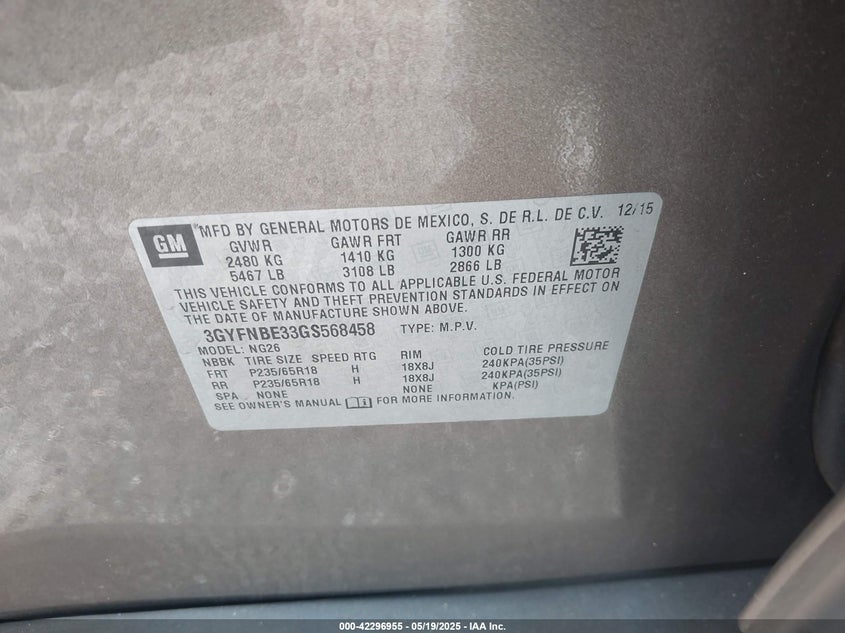 GM
MFD BY GENERAL MOTORS DE MEXICO, S. DE R.L. DE C.V. 12/15
GVWR GAWR FRT GAWR RR
2480 KG 1410 KG 1300 KG
5467 LB 3108 LB 2866 LB
THIS VEHICLE CONFORMS TO ALL APPLICABLE U.S. FEDERAL MOTOR
VEHICLE SAFETY AND THEFT PREVENTION STANDARDS IN EFFECT ON
THE DATE OF MANUFACTURE SHOWN ABOVE.
3GYFNBE33GS568458 TYPE: M.P.V.
MODEL: NG26
NBBK TIRE SIZE SPEED RTG RIM COLD TIRE PRESSURE
FRT P235/65R18 H 18X8J 240KPA(35PSI)
RR P235/65R18 H 18X8J 240KPA(35PSI)
SPA NONE NONE KPA(PSI)
SEE OWNER'S MANUAL FOR MORE INFORMATION.
000-42296955 - 05/19/2025 - IAA Inc.